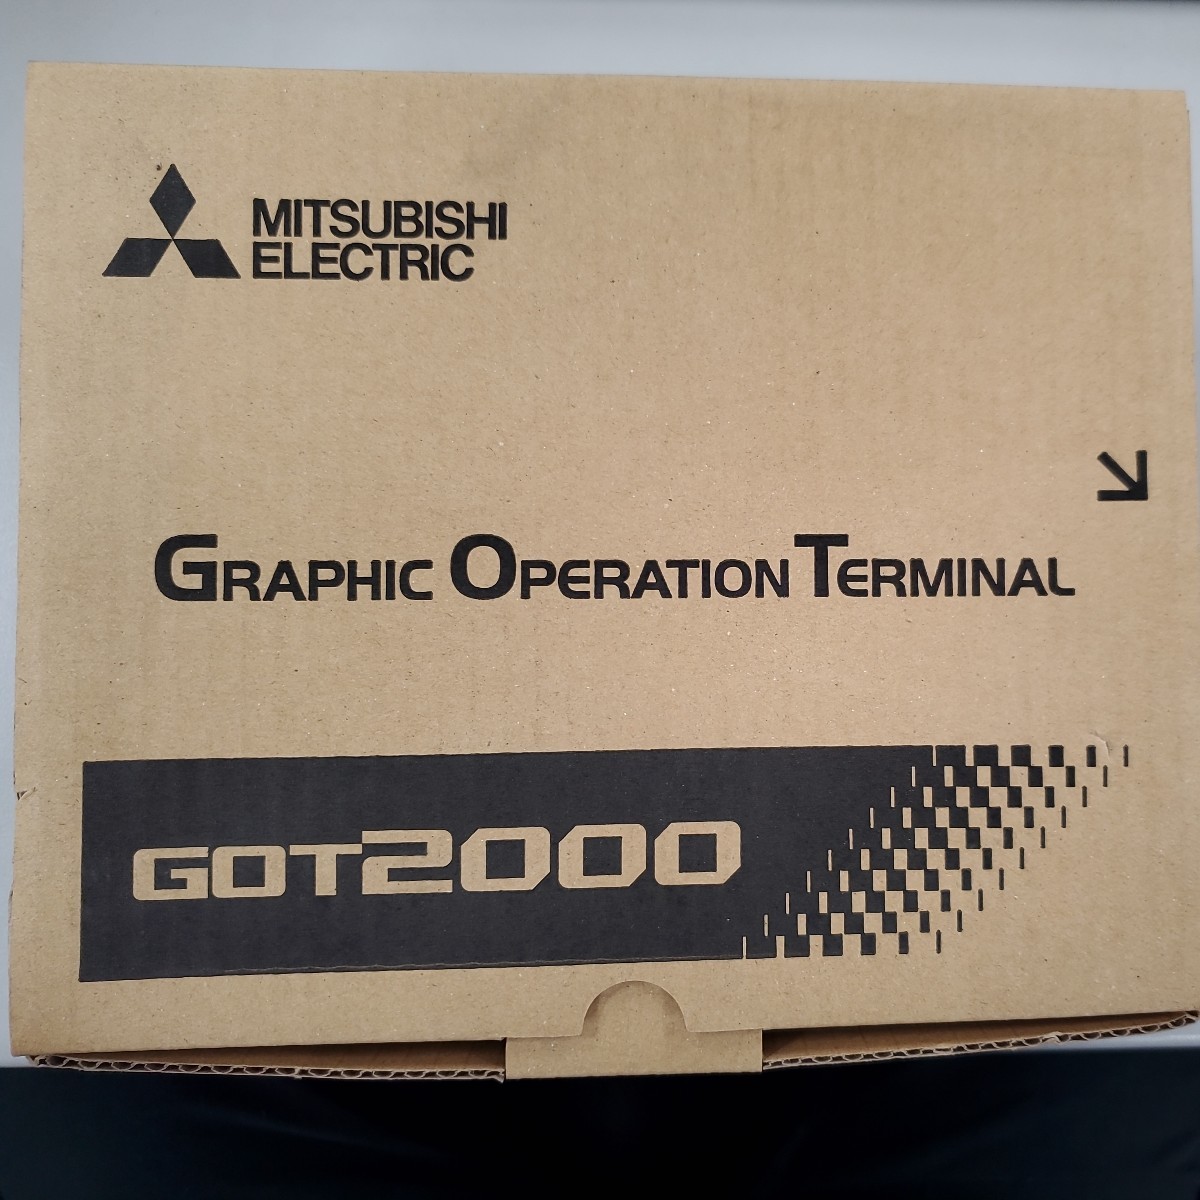 MITSUBISHI
ELECTRIC
GRAPHIC OPERATION TERMINAL
GOT2000